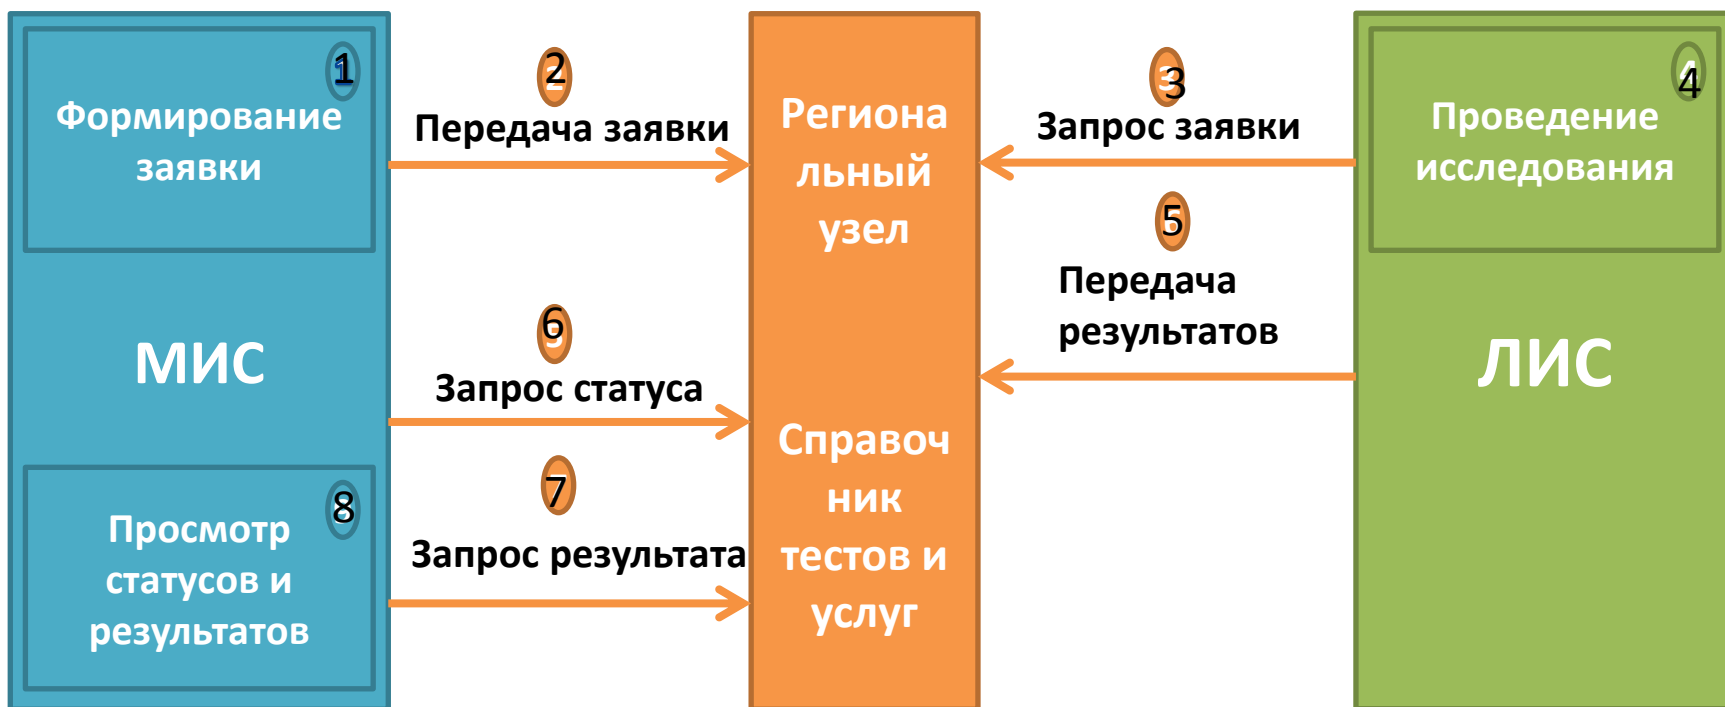 1
Формирование
заявки
МИС
8
Просмотр
статусов и
результатов
2
Передача заявки
6
Запрос статуса
7
Запрос результата
Региона
льный
узел
Справоч
ник
тестов и
услуг
3
Запрос заявки
5
Передача
результатов
4
Проведение
исследования
ЛИС